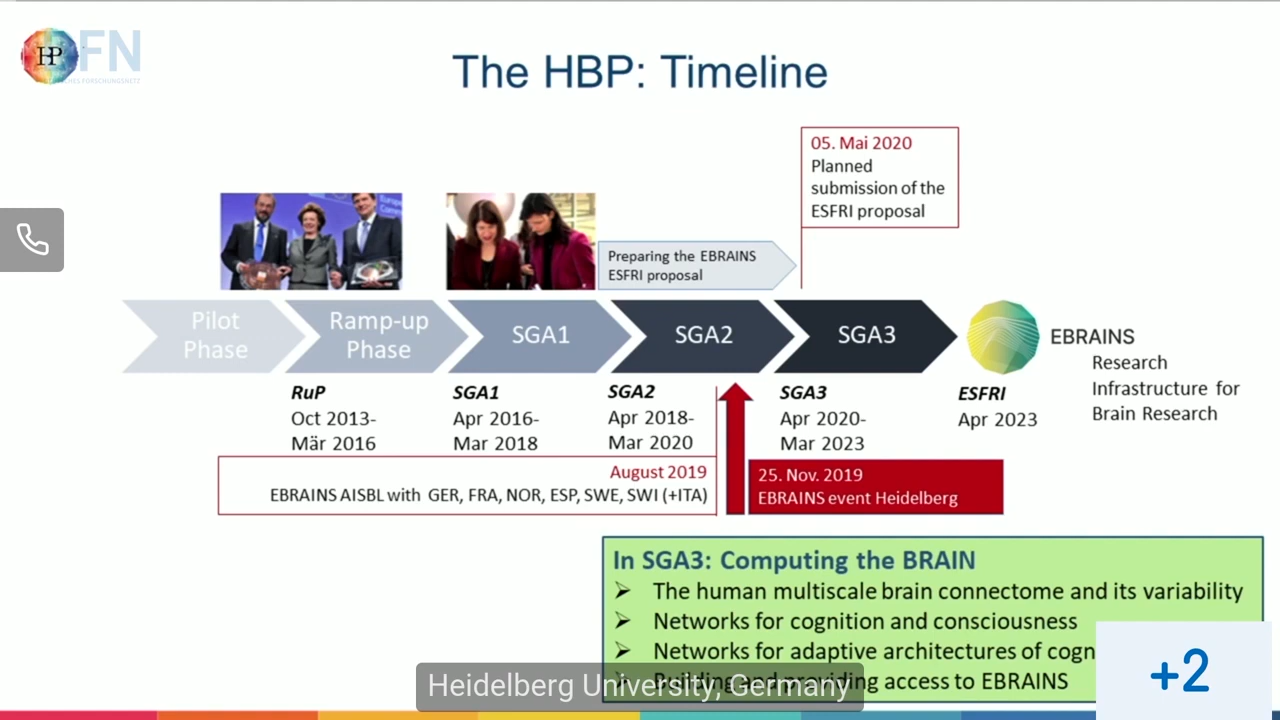 HP
FN
The HBP: Timeline
05. Mai 2020
Planned
submission of the
ESFRI proposal
Preparing the EBRAINS
ESFRI proposal
Pilot
Phase
Ramp-up
Phase
SGA1
SGA2
SGA3
EBRAINS
Research
Infrastructure for
Brain Research
RuP
Oct 2013-
Mär 2016
SGA1
Apr 2016-
Mar 2018
SGA2
Apr 2018-
Mar 2020
SGA3
Apr 2020-
Mar 2023
ESFRI
Apr 2023
August 2019
EBRAINS AISBL with GER, FRA, NOR, ESP, SWE, SWI (+ITA)
25. Nov. 2019
EBRAINS event Heidelberg
In SGA3: Computing the BRAIN
➢ The human multiscale brain connectome and its variability
➢ Networks for cognition and consciousness
➢ Networks for adaptive architectures of cogn
➢ Building and providing access to EBRAINS
Heidelberg University, Germany
+2